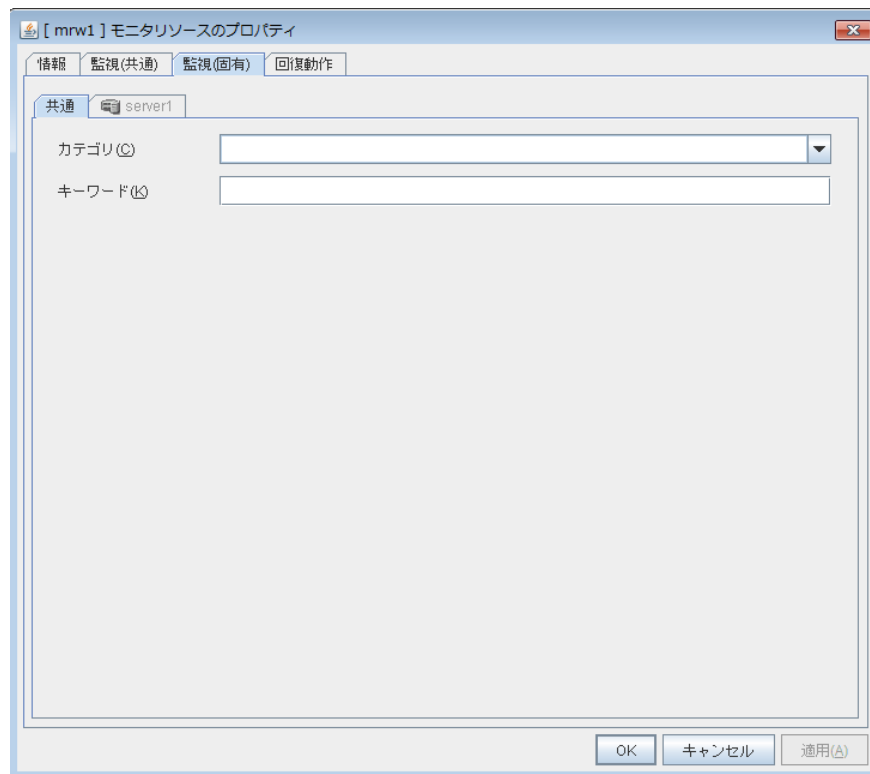 [ mrw1 ] モニタリソースのプロパティ
情報 監視(共通) 監視(固有) 回復動作
共通 server1
カテゴリ(C)
キーワード(K)
OK キャンセル 適用(A)